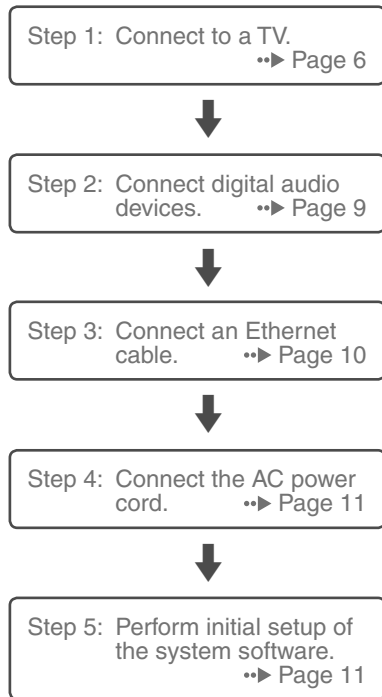 Step 1: Connect to a TV.
••▶ Page 6
Step 2: Connect digital audio
devices. ••▶ Page 9
Step 3: Connect an Ethernet
cable. ••▶ Page 10
Step 4: Connect the AC power
cord. ••▶ Page 11
Step 5: Perform initial setup of
the system software.
••▶ Page 11